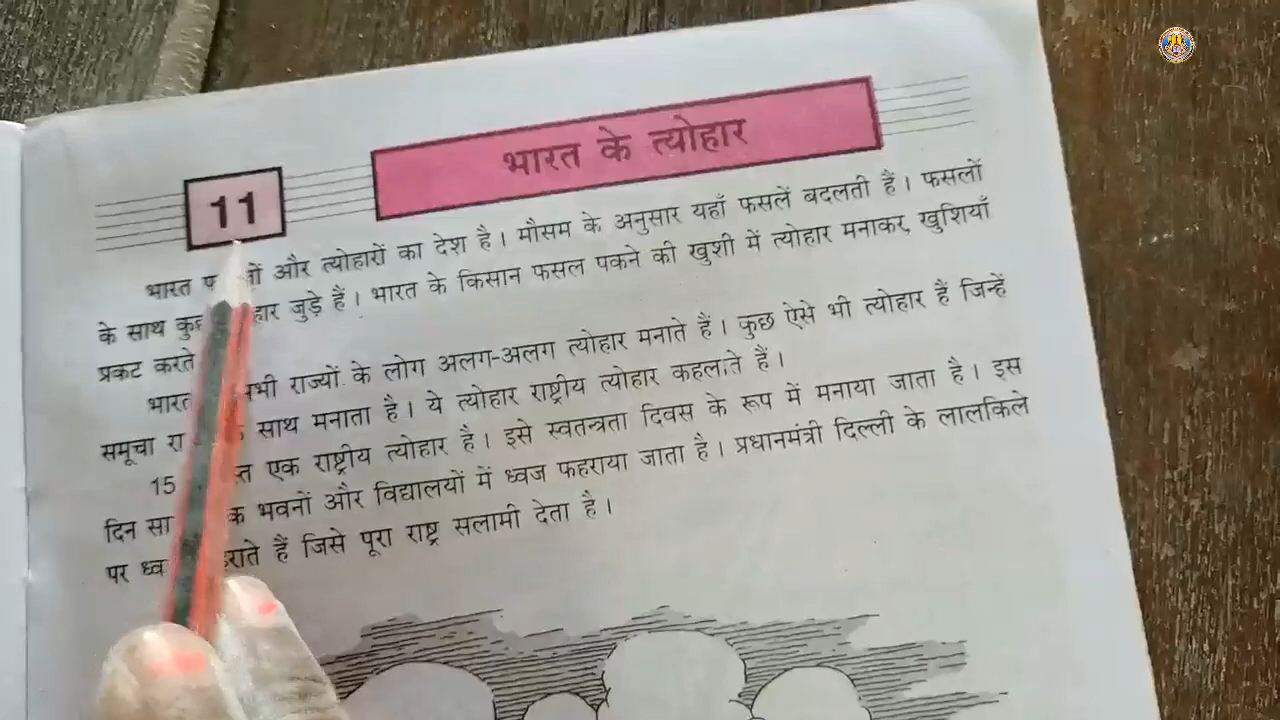 11
भारत के त्योहार
भारत और त्योहारों का देश है। मौसम के अनुसार यहाँ फसलें बदलती हैं। फसलों
के साथ जुड़े हैं। भारत के किसान फसल पकने की खुशी में त्योहार मनाकर खुशियाँ
प्रकट करते
भारत राज्यों के लोग अलग-अलग त्योहार मनाते हैं। कुछ ऐसे भी त्योहार हैं जिन्हें
समूचा साथ मनाता है। ये त्योहार राष्ट्रीय त्योहार कहलाते हैं।
15 एक राष्ट्रीय त्योहार है। इसे स्वतन्त्रता दिवस के रूप में मनाया जाता है। इस
दिन भवनों और विद्यालयों में ध्वज फहराया जाता है। प्रधानमंत्री दिल्ली के लालकिले
पर हैं जिसे पूरा राष्ट्र सलामी देता है।